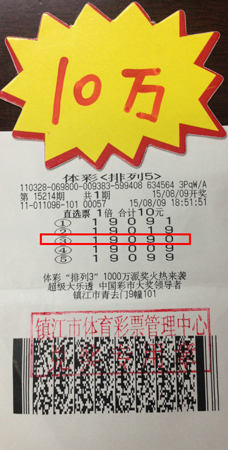 10万
体彩<排列5>
110328-069800-009383-599408 634564 3PqW/A
第 15214期 共1期 15/08/09开奖
11-011096-101 00057 15/08/09 18:51:51
直选票 1倍 合计10元
① 1 9 0 9 1
② 1 9 0 1 9
③ 1 9 0 9 0
④ 1 9 0 0 9
⑤ 1 9 0 9 9
体彩“排列3”1000万派奖火热来袭
超级大乐透 中国彩市大奖领导者
镇江市青去门9幢101
镇江市体育彩票管理中心